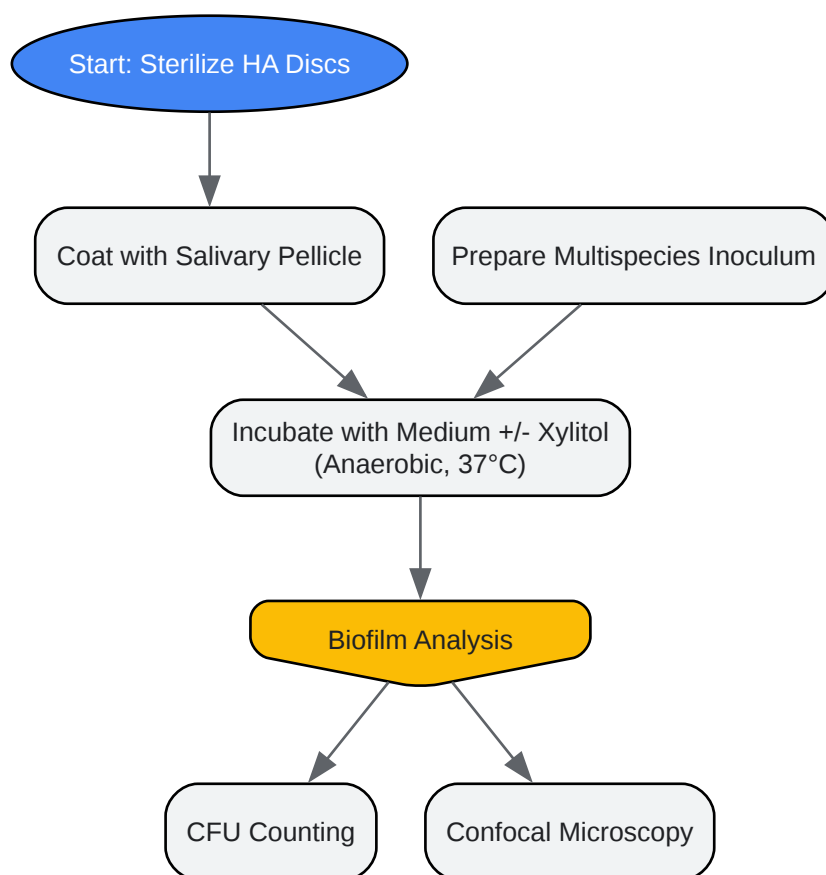 Start: Sterilize HA Discs
Coat with Salivary Pellicle
Prepare Multispecies Inoculum
Incubate with Medium +/- Xylitol
(Anaerobic, 37°C)
Biofilm Analysis
CFU Counting
Confocal Microscopy